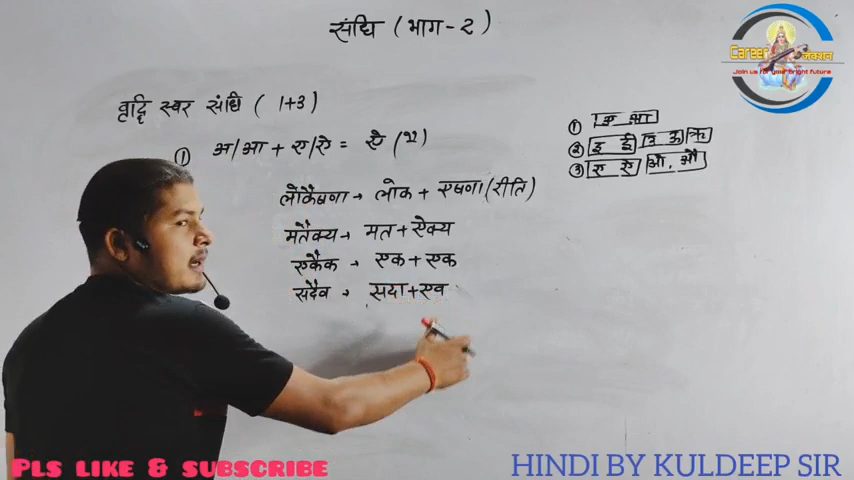 संधि (भाग - 2)
Career जंक्शन
Join us for your bright future
वृद्धि स्वर संधि (1+3)
① अ/आ + ए/ऐ = ऐ (ै)
लोकैषणा → लोक + एषणा (रीति)
मतैक्य → मत + ऐक्य
एकैक → एक + एक
सदैव → सदा + एव
① अ आ
② इ ई उ ऊ ऋ
③ ए ऐ ओ, औ
PLS LIKE & SUBSCRIBE
HINDI BY KULDEEP SIR